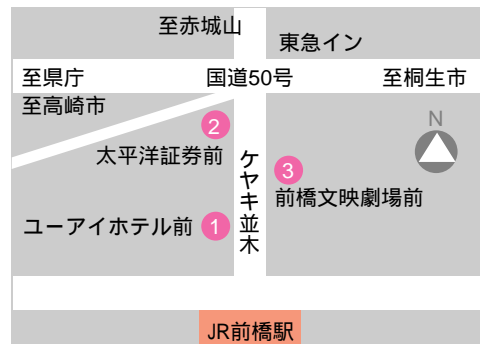 至赤城山
東急イン
至県庁
国道50号
至桐生市
至高崎市
N
2
太平洋証券前
ケヤキ並木
3
前橋文映劇場前
ユーアイホテル前
1
JR前橋駅